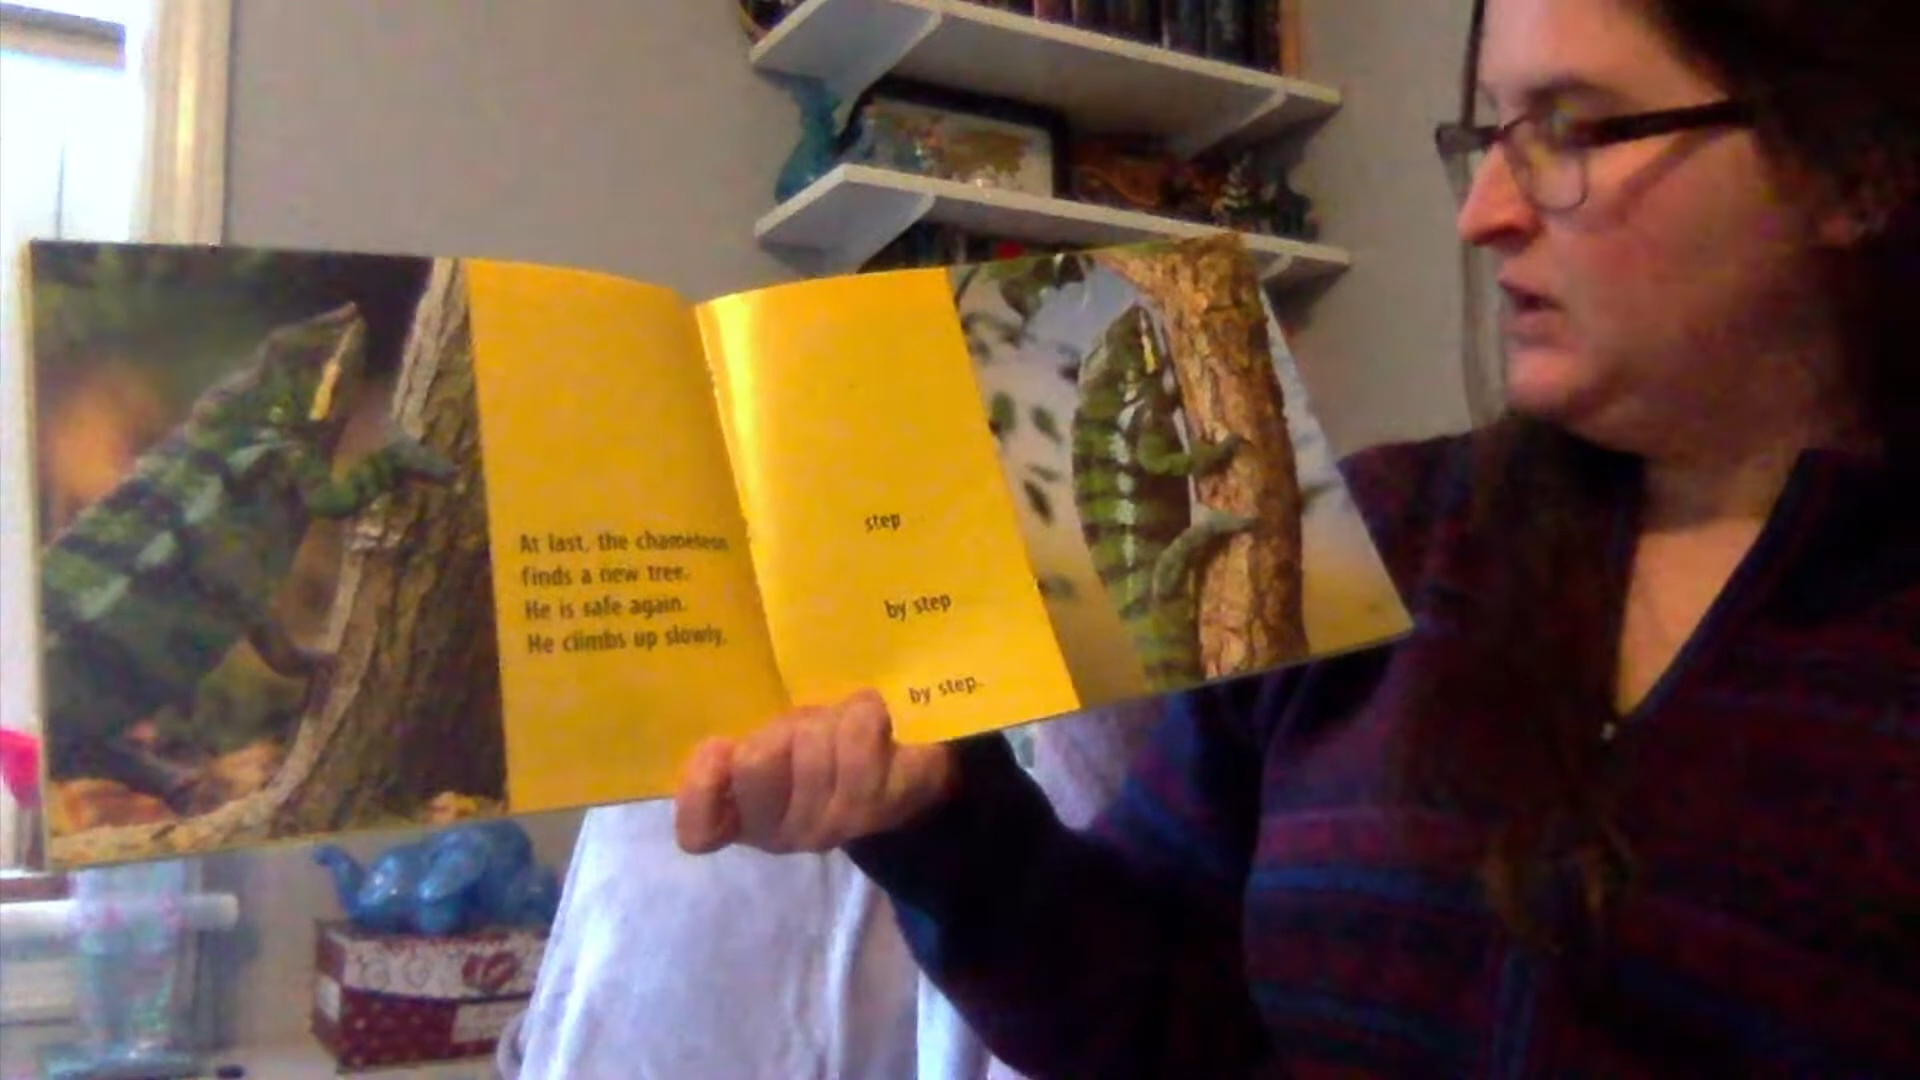 At last, the chameleon
finds a new tree.
He is safe again.
He climbs up slowly,
step
by step
by step.